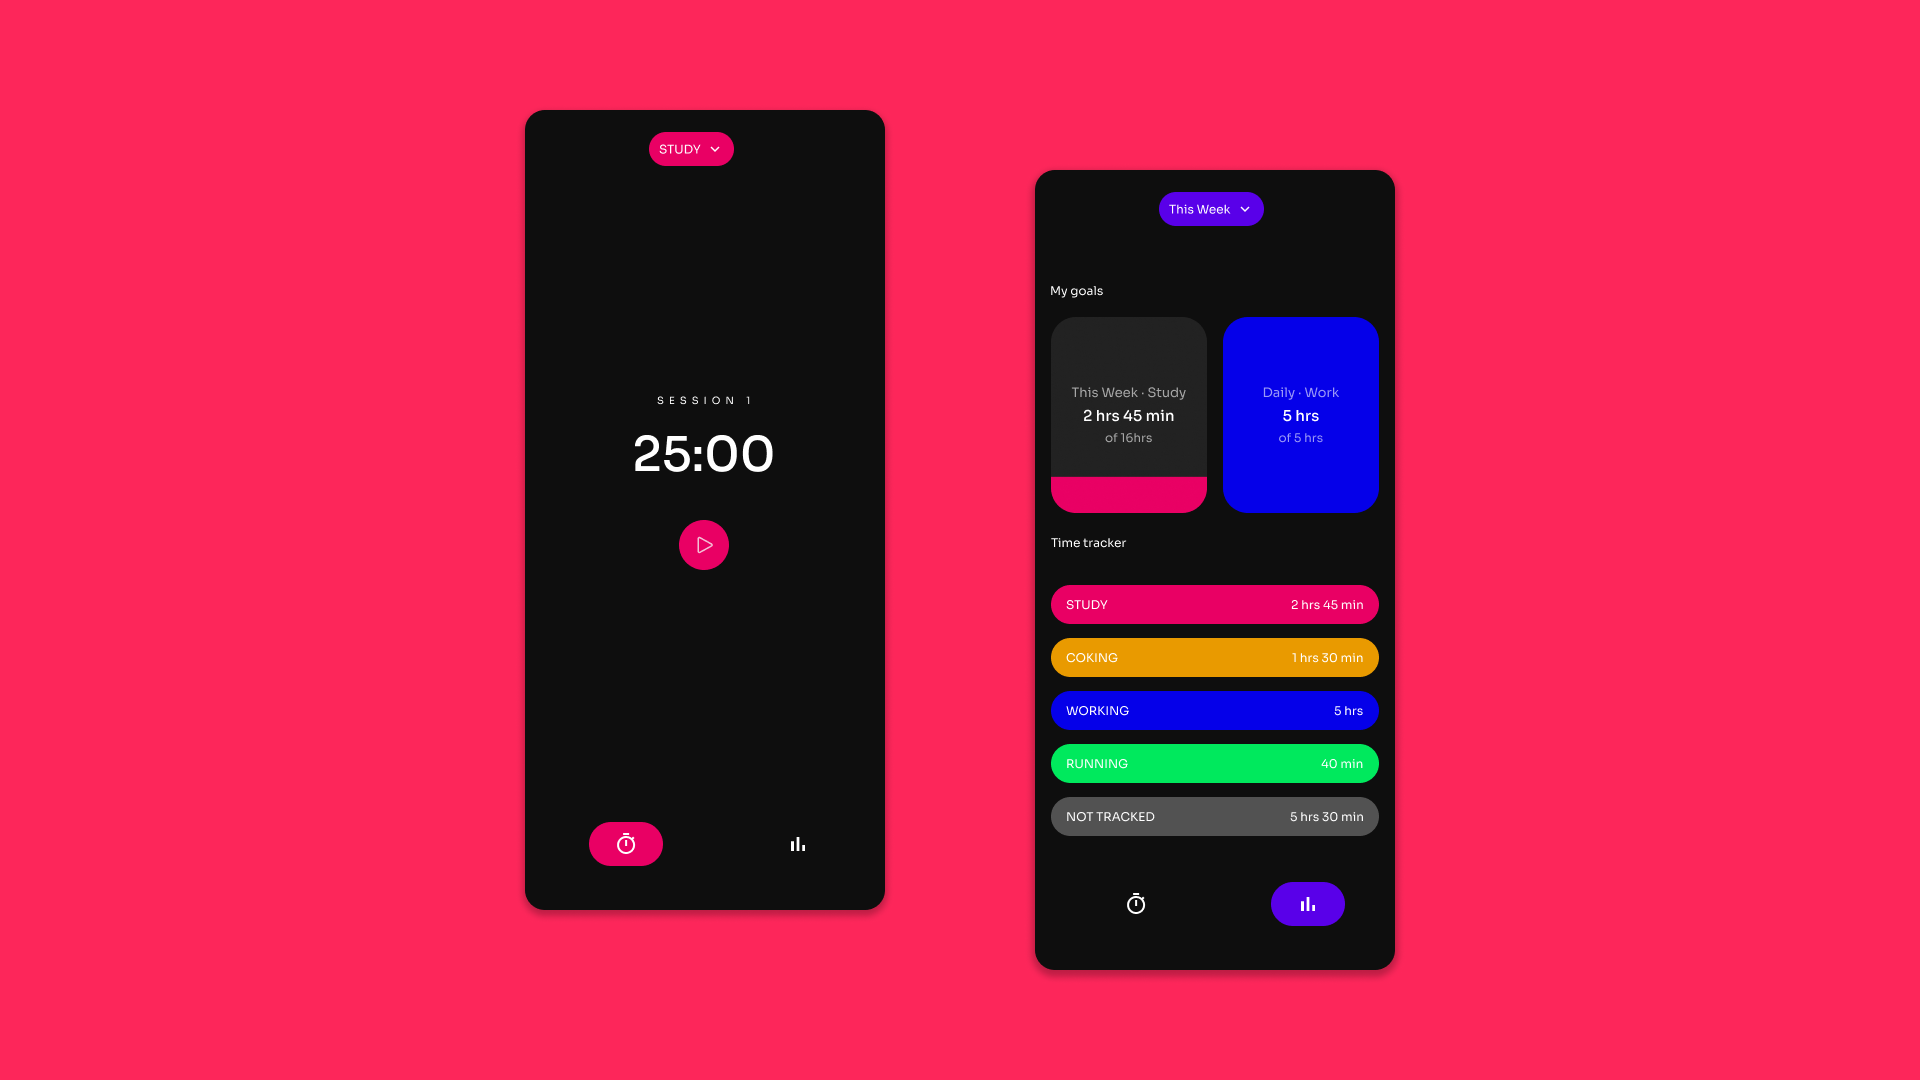 STUDY
SESSION 1
25:00
This Week
My goals
This Week · Study
2 hrs 45 min
of 16hrs
Daily · Work
5 hrs
of 5 hrs
Time tracker
STUDY 2 hrs 45 min
COKING 1 hrs 30 min
WORKING 5 hrs
RUNNING 40 min
NOT TRACKED 5 hrs 30 min